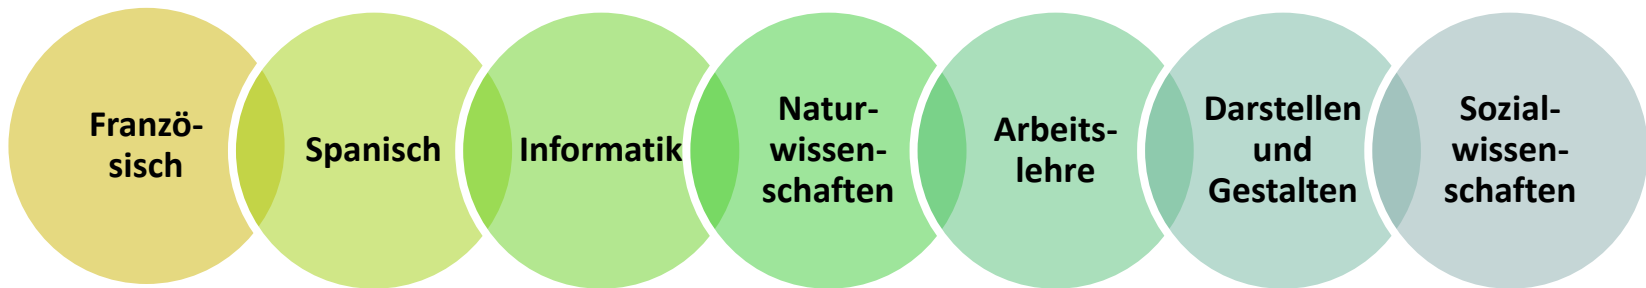 Franzö-
sisch
Spanisch
Informatik
Natur-
wissen-
schaften
Arbeits-
lehre
Darstellen
und
Gestalten
Sozial-
wissen-
schaften